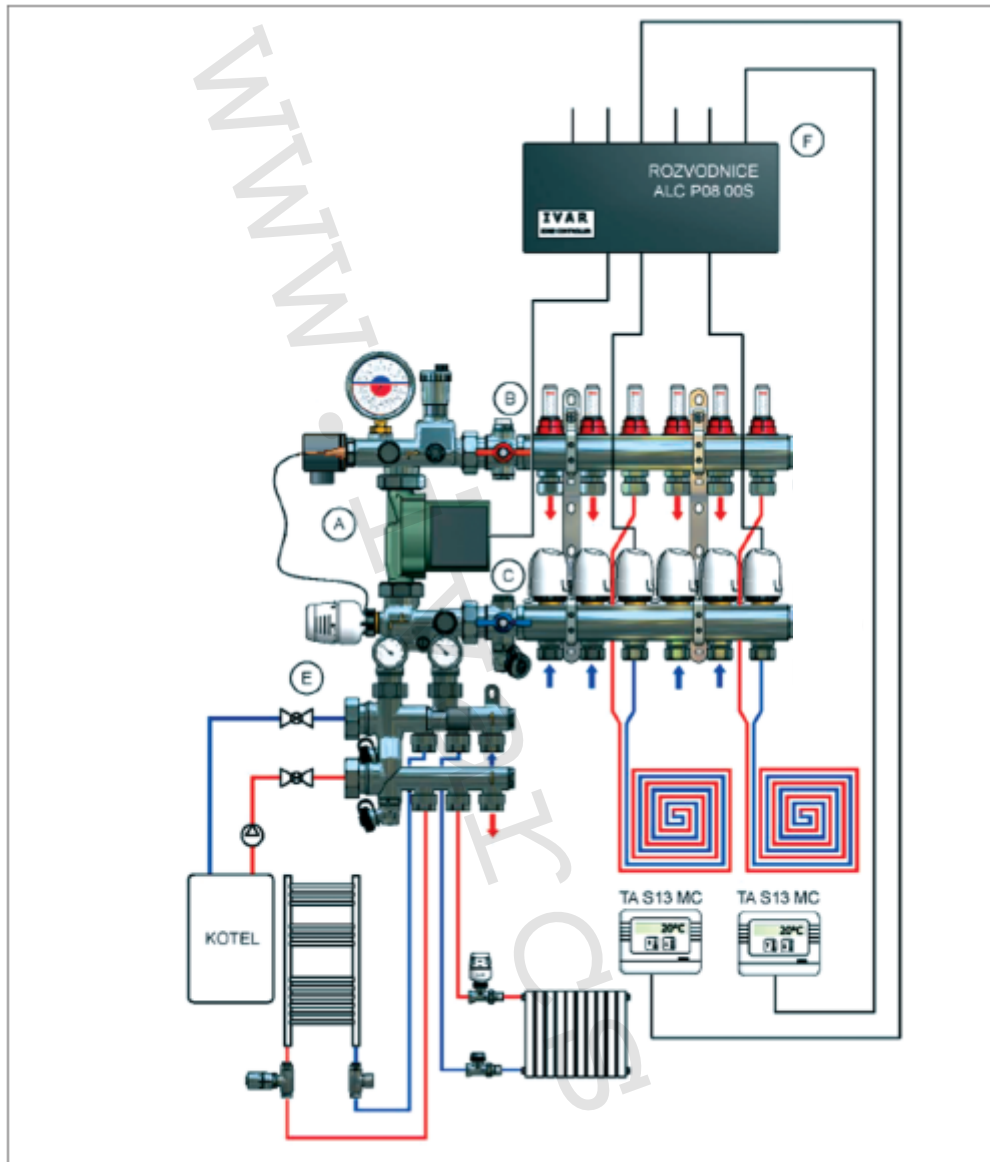 F
ROZVODNICE
ALC P08 00S
IVAR
B
A
C
E
TA S13 MC
TA S13 MC
20°C
20°C
KOTEL